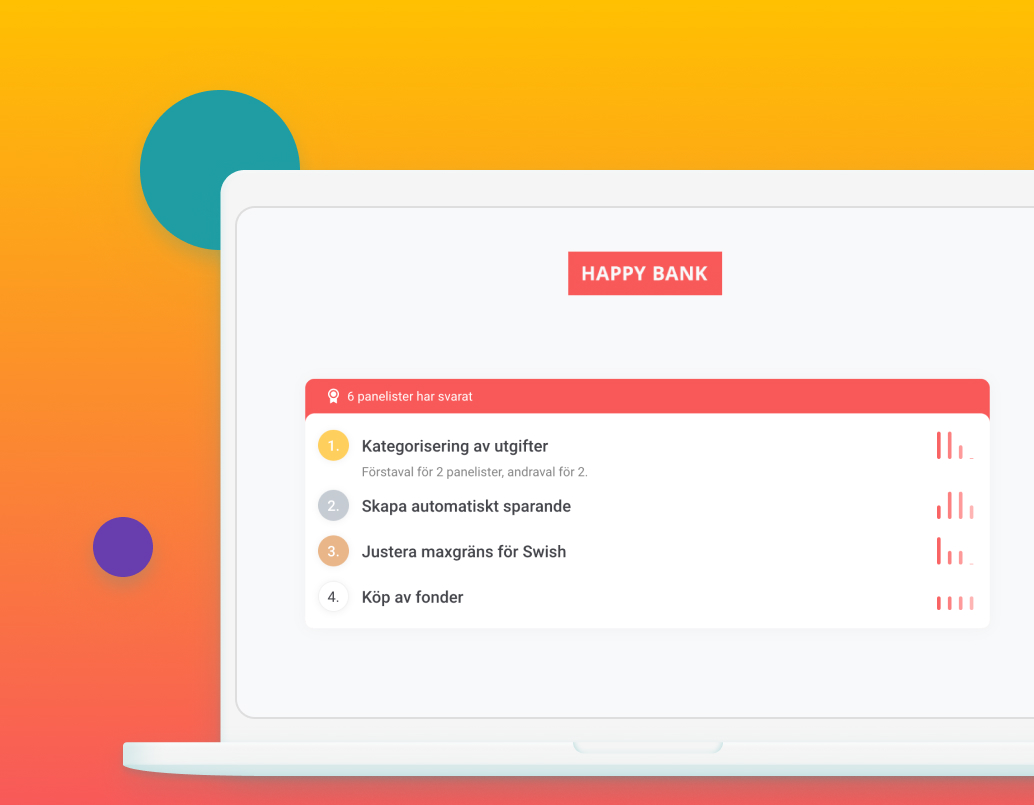 HAPPY BANK
6 panelister har svarat
1. Kategorisering av utgifter
Förstaval för 2 panelister, andraval för 2.
2. Skapa automatiskt sparande
3. Justera maxgräns för Swish
4. Köp av fonder